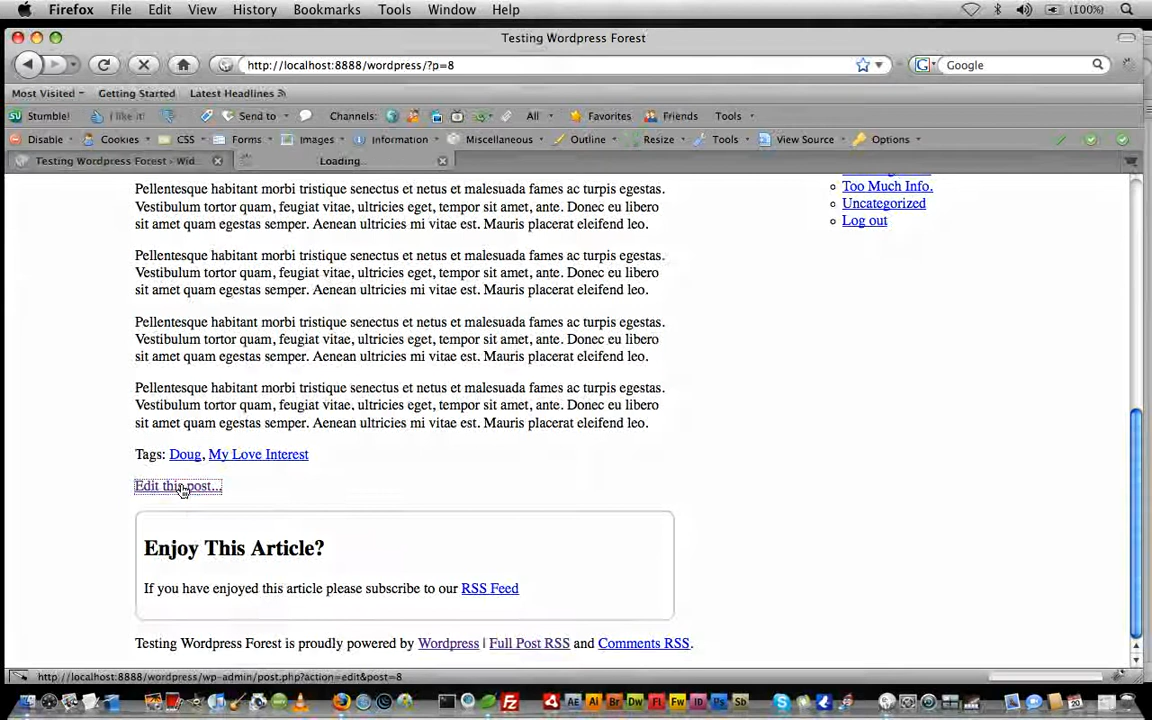 Firefox File Edit View History Bookmarks Tools Window Help (100%)
Testing Wordpress Forest
http://localhost:8888/wordpress/?p=8 Google
Most Visited Getting Started Latest Headlines
Stumble! I like it! Send to Channels: All Favorites Friends Tools
Disable Cookies CSS Forms Images Information Miscellaneous Outline Resize Tools View Source Options
Testing Wordpress Forest › Wid... Loading...
Pellentesque habitant morbi tristique senectus et netus et malesuada fames ac turpis egestas.
Vestibulum tortor quam, feugiat vitae, ultricies eget, tempor sit amet, ante. Donec eu libero
sit amet quam egestas semper. Aenean ultricies mi vitae est. Mauris placerat eleifend leo.
Pellentesque habitant morbi tristique senectus et netus et malesuada fames ac turpis egestas.
Vestibulum tortor quam, feugiat vitae, ultricies eget, tempor sit amet, ante. Donec eu libero
sit amet quam egestas semper. Aenean ultricies mi vitae est. Mauris placerat eleifend leo.
Pellentesque habitant morbi tristique senectus et netus et malesuada fames ac turpis egestas.
Vestibulum tortor quam, feugiat vitae, ultricies eget, tempor sit amet, ante. Donec eu libero
sit amet quam egestas semper. Aenean ultricies mi vitae est. Mauris placerat eleifend leo.
Pellentesque habitant morbi tristique senectus et netus et malesuada fames ac turpis egestas.
Vestibulum tortor quam, feugiat vitae, ultricies eget, tempor sit amet, ante. Donec eu libero
sit amet quam egestas semper. Aenean ultricies mi vitae est. Mauris placerat eleifend leo.
Tags: Doug, My Love Interest
Edit this post...
Enjoy This Article?
If you have enjoyed this article please subscribe to our RSS Feed
Testing Wordpress Forest is proudly powered by Wordpress | Full Post RSS and Comments RSS.
Too Much Info.
Uncategorized
Log out
http://localhost:8888/wordpress/wp-admin/post.php?action=edit&post=8
Ae Ai Br Dw Fl Fw Id Ps Sb
20